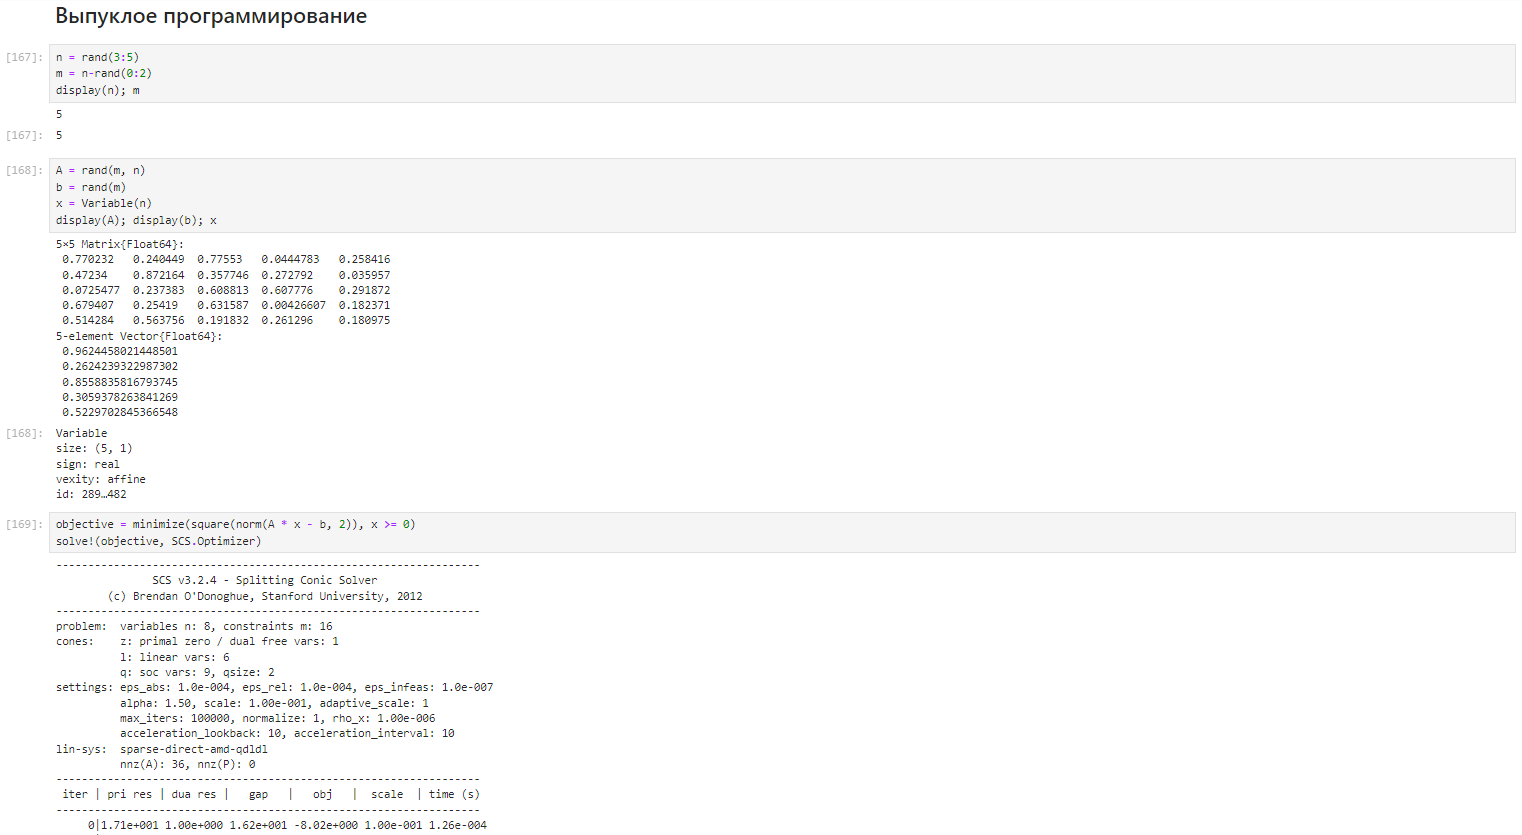 Выпуклое программирование
[167]: n = rand(3:5)
m = n-rand(0:2)
display(n); m
5
[167]: 5
[168]: A = rand(m, n)
b = rand(m)
x = Variable(n)
display(A); display(b); x
5×5 Matrix{Float64}:
0.770232 0.240449 0.77553 0.0444783 0.258416
0.47234 0.872164 0.357746 0.272792 0.035957
0.0725477 0.237383 0.608813 0.607776 0.291872
0.679407 0.25419 0.631587 0.00426607 0.182371
0.514284 0.563756 0.191832 0.261296 0.180975
5-element Vector{Float64}:
0.9624458021448501
0.2624239322987302
0.8558835816793745
0.3059378263841269
0.5229702845366548
[168]: Variable
size: (5, 1)
sign: real
vexity: affine
id: 289…482
[169]: objective = minimize(square(norm(A * x - b, 2)), x >= 0)
solve!(objective, SCS.Optimizer)
------------------------------------------------------------------
SCS v3.2.4 - Splitting Conic Solver
(c) Brendan O'Donoghue, Stanford University, 2012
------------------------------------------------------------------
problem: variables n: 8, constraints m: 16
cones: z: primal zero / dual free vars: 1
l: linear vars: 6
q: soc vars: 9, qsize: 2
settings: eps_abs: 1.0e-004, eps_rel: 1.0e-004, eps_infeas: 1.0e-007
alpha: 1.50, scale: 1.00e-001, adaptive_scale: 1
max_iters: 100000, normalize: 1, rho_x: 1.00e-006
acceleration_lookback: 10, acceleration_interval: 10
lin-sys: sparse-direct-amd-qdldl
nnz(A): 36, nnz(P): 0
------------------------------------------------------------------
iter | pri res | dua res | gap | obj | scale | time (s)
------------------------------------------------------------------
0|1.71e+001 1.00e+000 1.62e+001 -8.02e+000 1.00e-001 1.26e-004